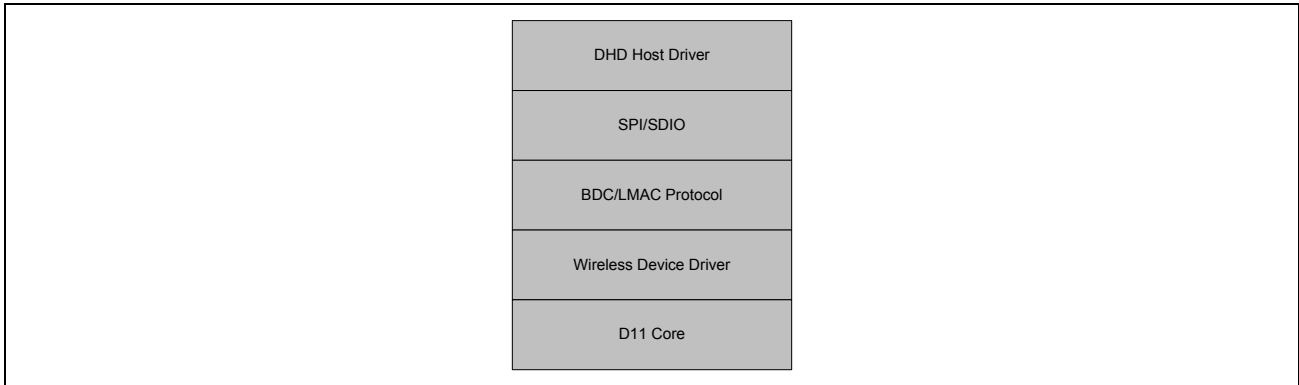 DHD Host Driver
SPI/SDIO
BDC/LMAC Protocol
Wireless Device Driver
D11 Core